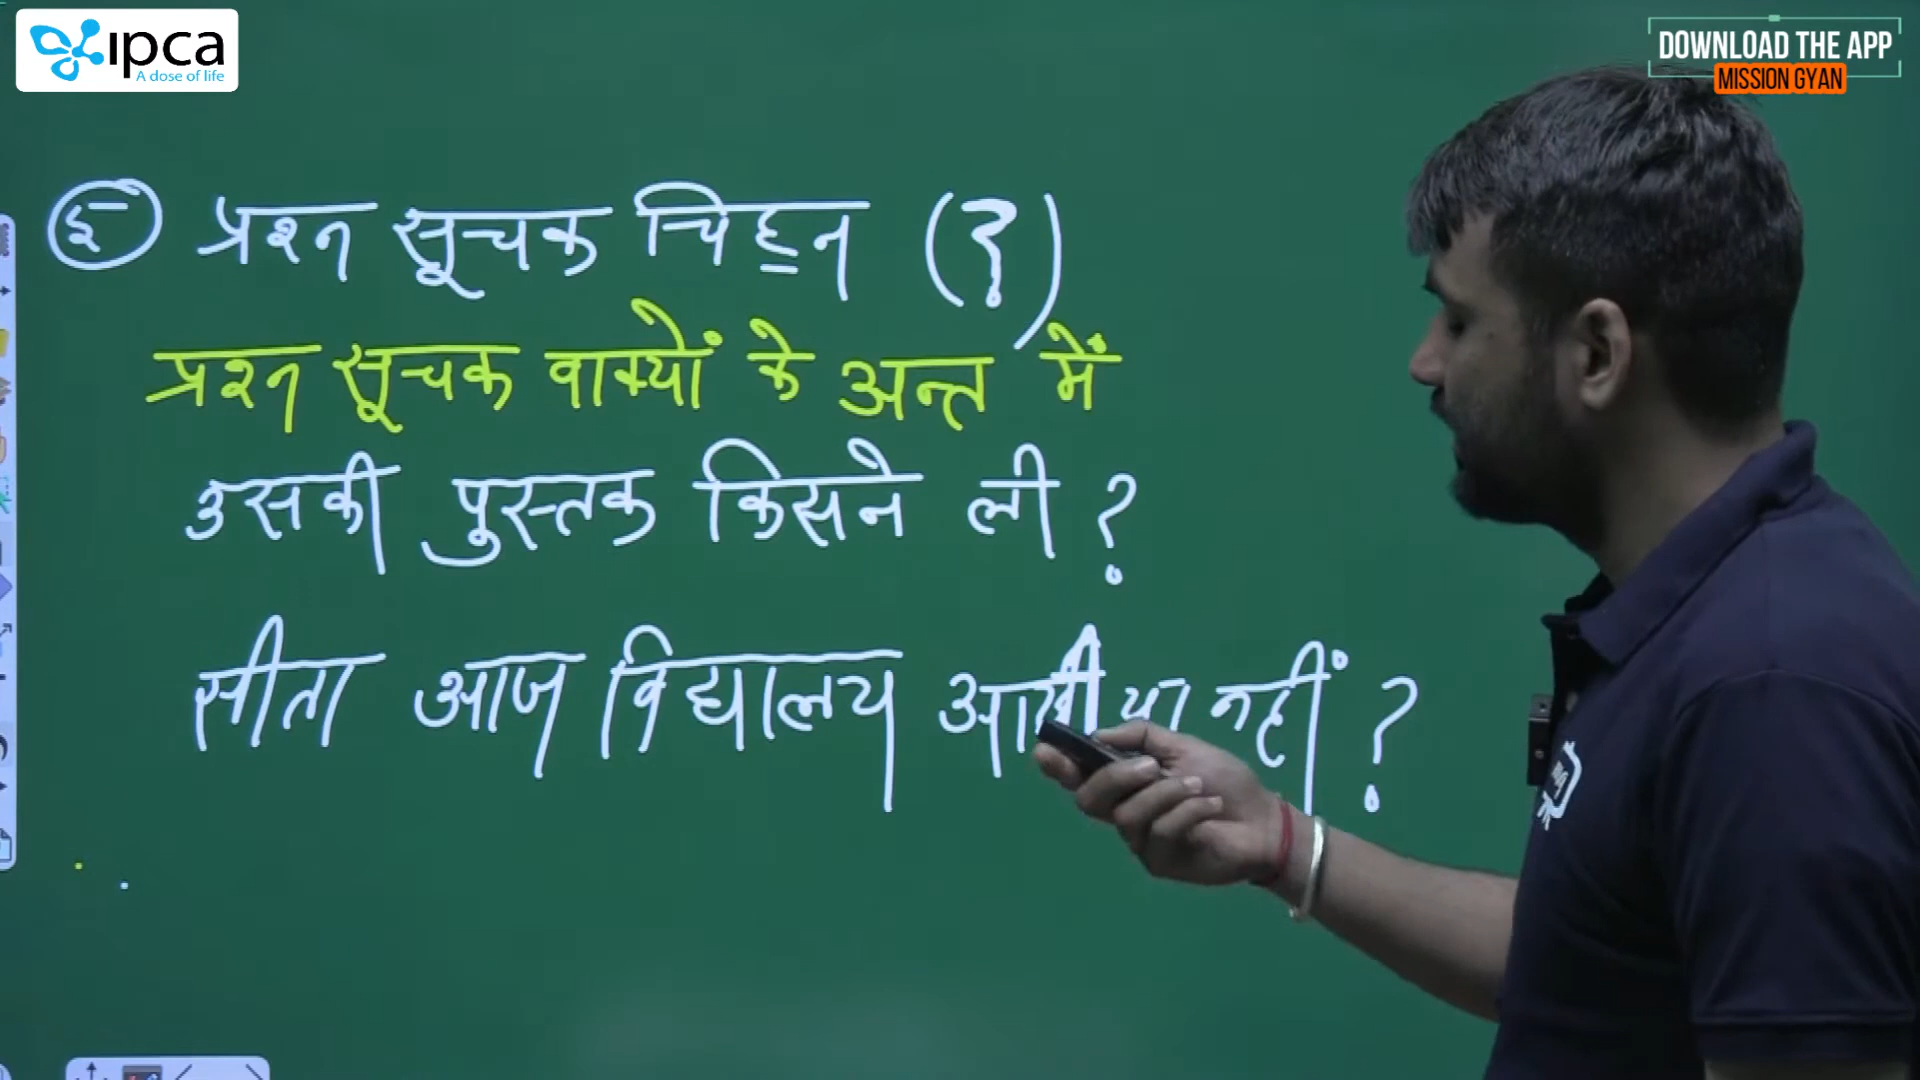 ipca
A dose of life
DOWNLOAD THE APP
MISSION GYAN
प्रश्न सूचक चिह्न (?)
प्रश्न सूचक वाक्यों के अन्त में
उसकी पुस्तक किसने ली ?
सीता आज विद्यालय आयी या नहीं ?